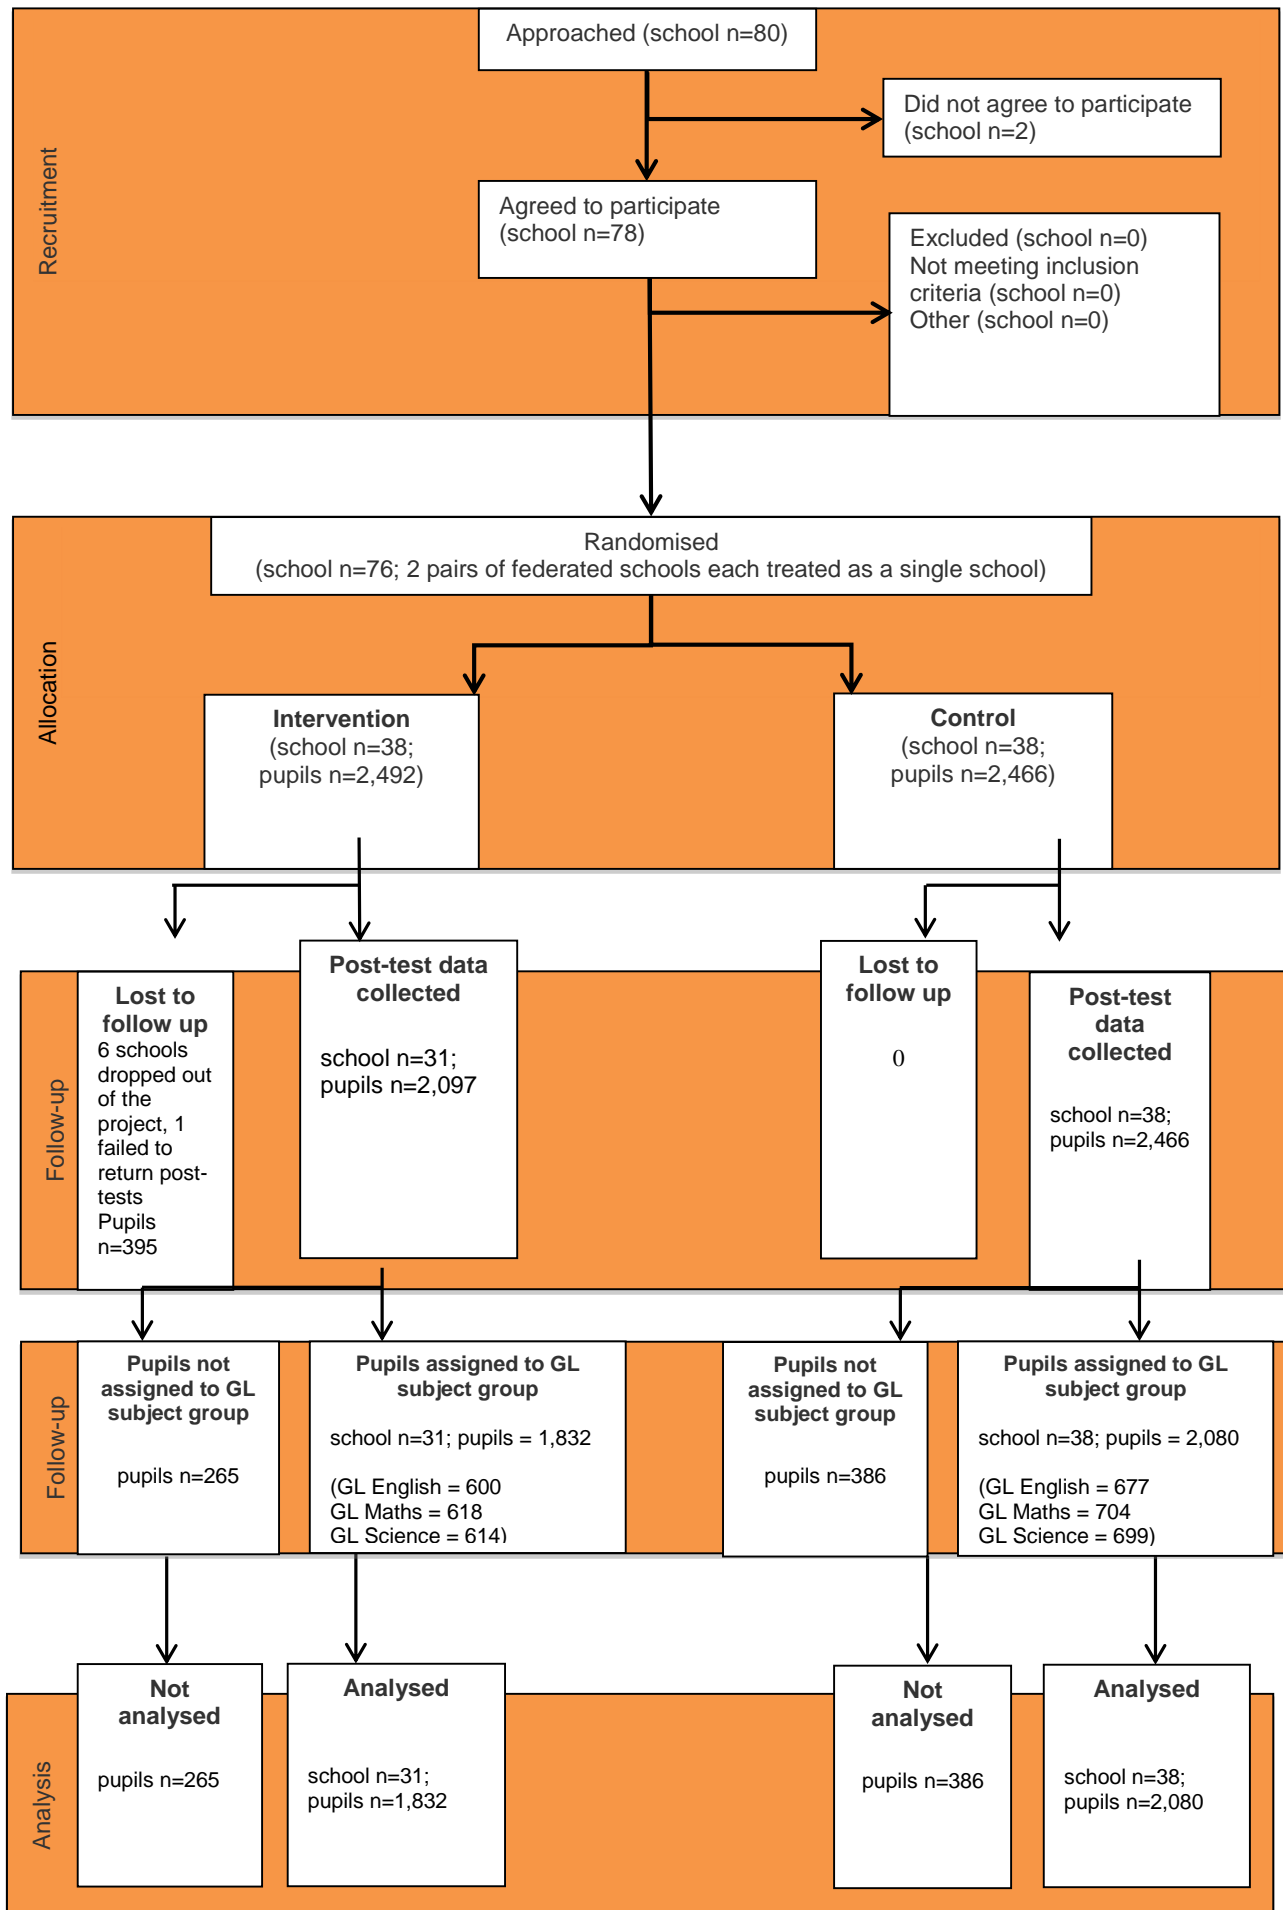 Recruitment
Approached (school n=80)
Did not agree to participate
(school n=2)
Agreed to participate
(school n=78)
Excluded (school n=0)
Not meeting inclusion
criteria (school n=0)
Other (school n=0)
Allocation
Randomised
(school n=76; 2 pairs of federated schools each treated as a single school)
Intervention
(school n=38;
pupils n=2,492)
Control
(school n=38;
pupils n=2,466)
Follow-up
Lost to
follow up
6 schools
dropped out
of the
project, 1
failed to
return post-
tests
Pupils
n=395
Post-test data
collected
school n=31;
pupils n=2,097
Lost to
follow up
0
Post-test
data
collected
school n=38;
pupils n=2,466
Follow-up
Pupils not
assigned to GL
subject group
pupils n=265
Pupils assigned to GL
subject group
school n=31; pupils = 1,832
(GL English = 600
GL Maths = 618
GL Science = 614)
Pupils not
assigned to GL
subject group
pupils n=386
Pupils assigned to GL
subject group
school n=38; pupils = 2,080
(GL English = 677
GL Maths = 704
GL Science = 699)
Analysis
Not
analysed
pupils n=265
Analysed
school n=31;
pupils n=1,832
Not
analysed
pupils n=386
Analysed
school n=38;
pupils n=2,080